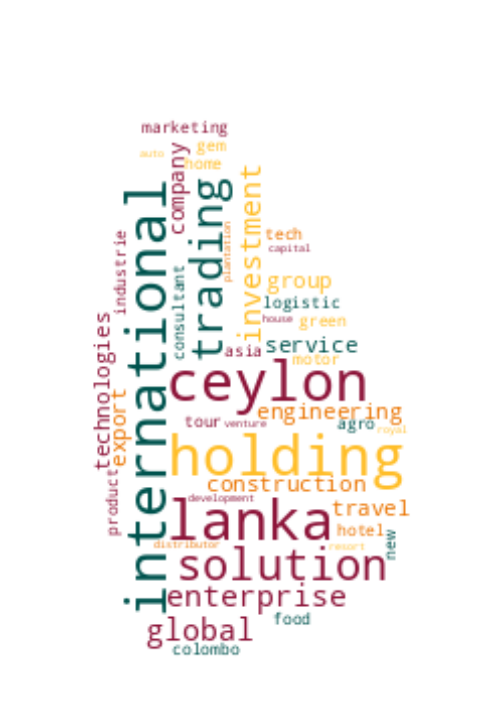 marketing
auto
gem
home
company
international
trading
investment
plantation
industrie
consultant
tech
capital
group
logistic
house
green
service
asia
motor
technologies
export
ceylon
engineering
tour
venture
agro
royal
holding
construction
product
development
lanka
travel
hotel
new
distributor
resort
solution
enterprise
food
global
colombo